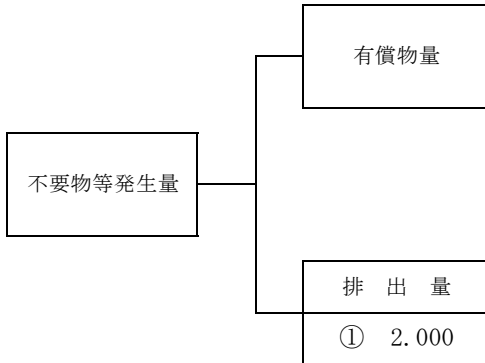 有償物量
不要物等発生量
排 出 量
① 2.000